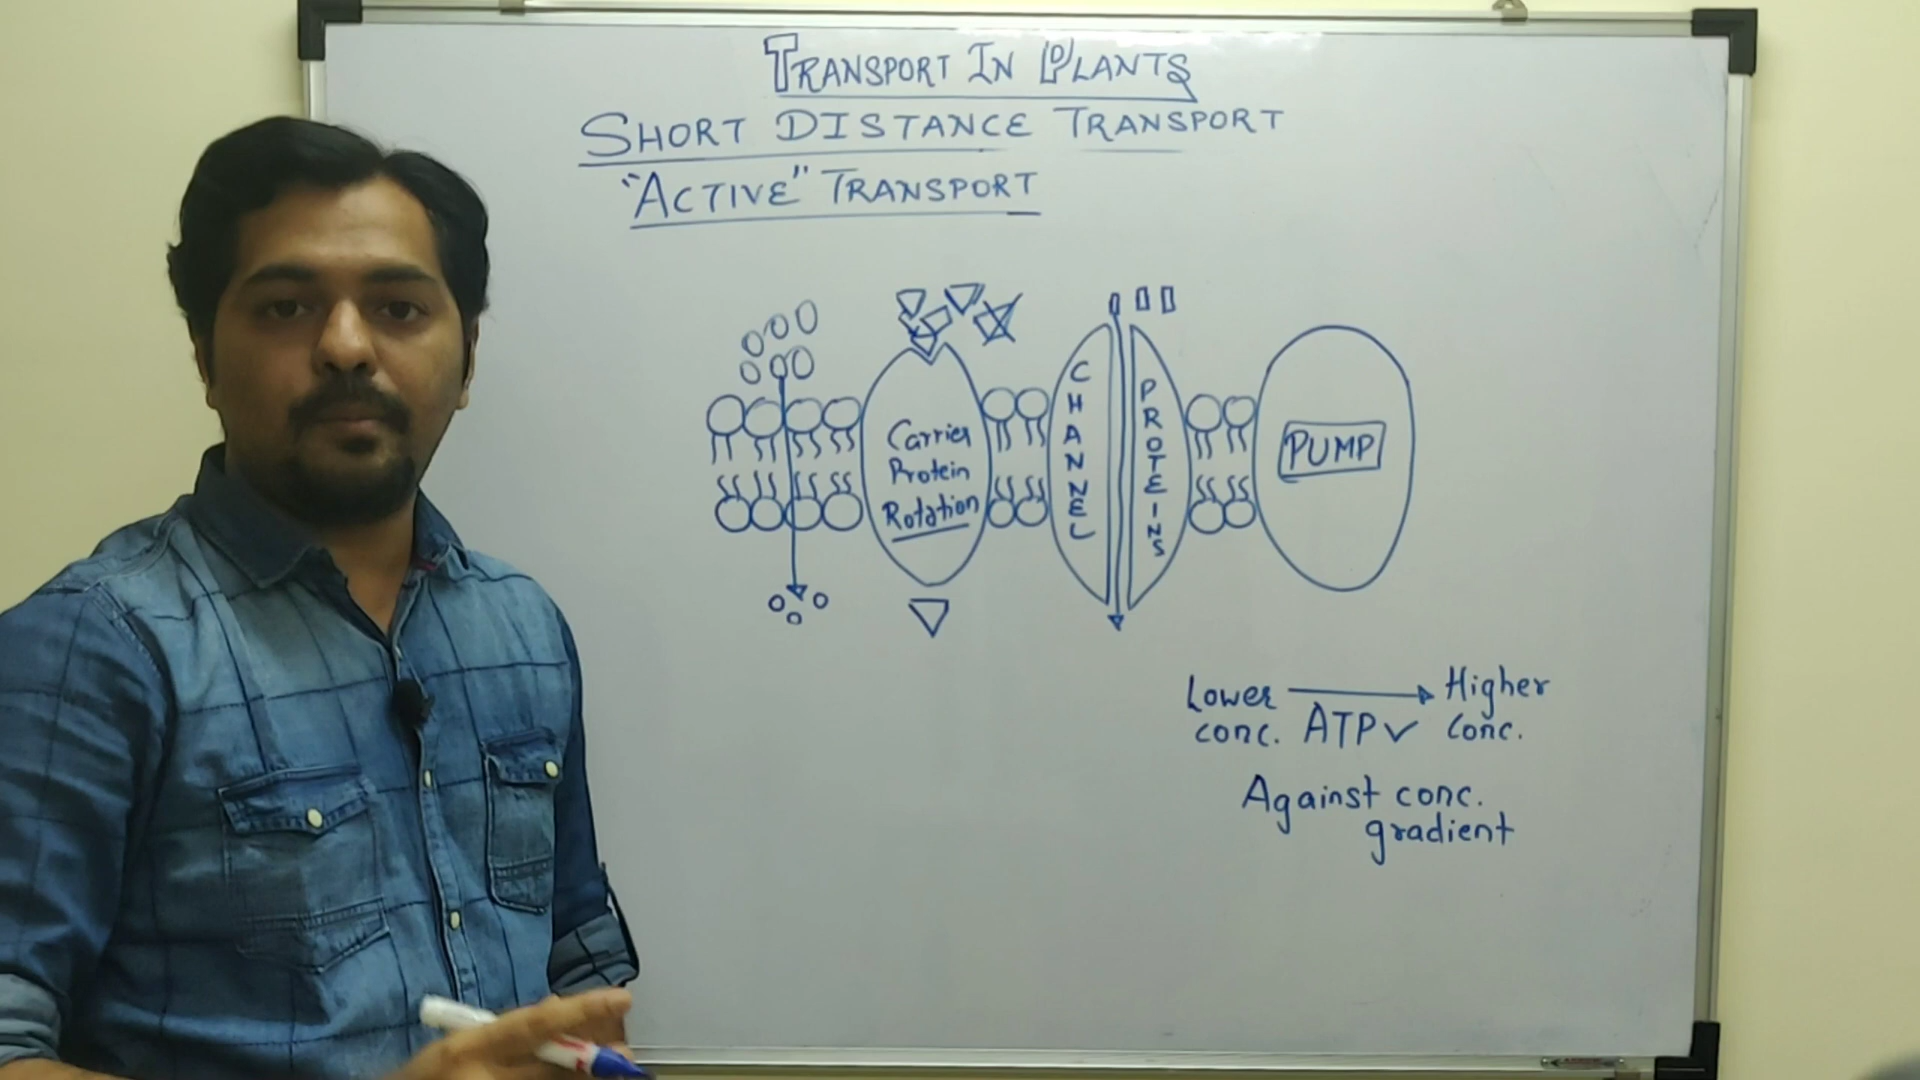 TRANSPORT IN PLANTS
SHORT DISTANCE TRANSPORT
"ACTIVE" TRANSPORT
Carrier
Protein
Rotation
CHANNEL
PROTEINS
PUMP
Lower → Higher
conc. ATP✓ conc.
Against conc.
gradient